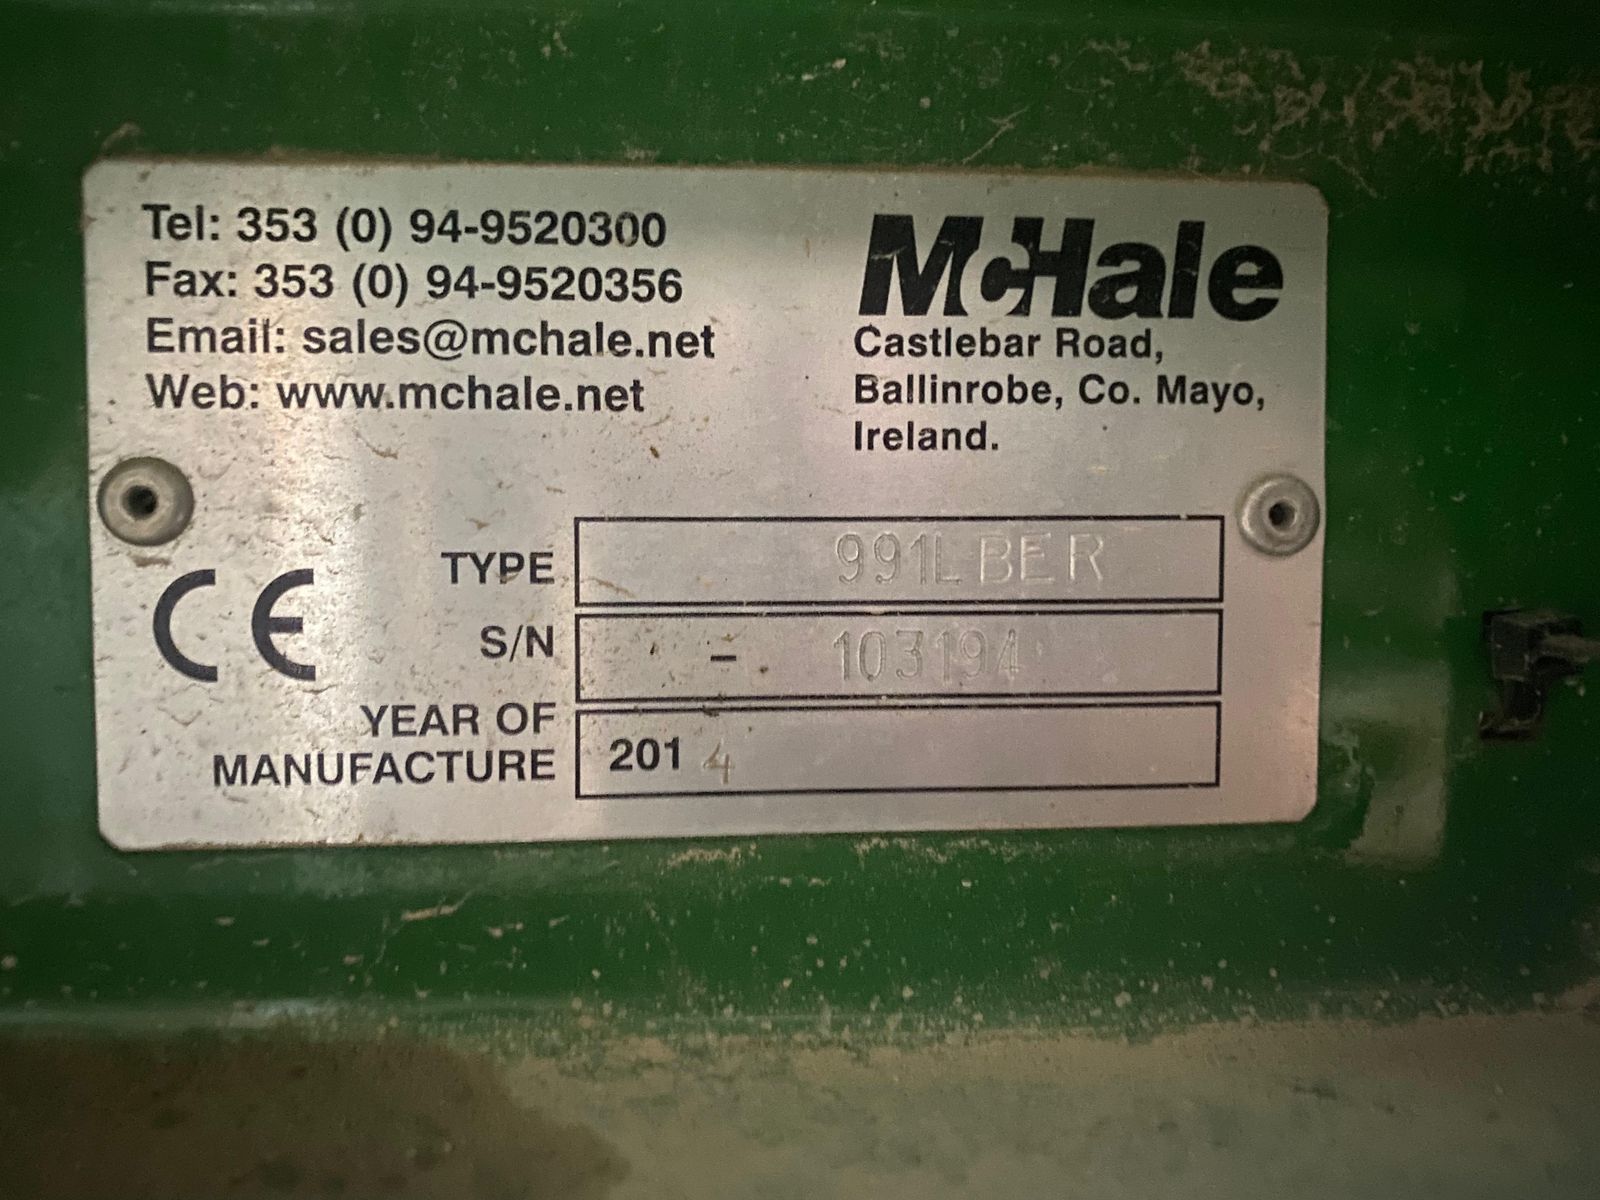 Tel: 353 (0) 94-9520300
Fax: 353 (0) 94-9520356
Email: sales@mchale.net
Web: www.mchale.net
McHale
Castlebar Road,
Ballinrobe, Co. Mayo,
Ireland.
CE
TYPE 991LBER
S/N - 103194
YEAR OF
MANUFACTURE 2014